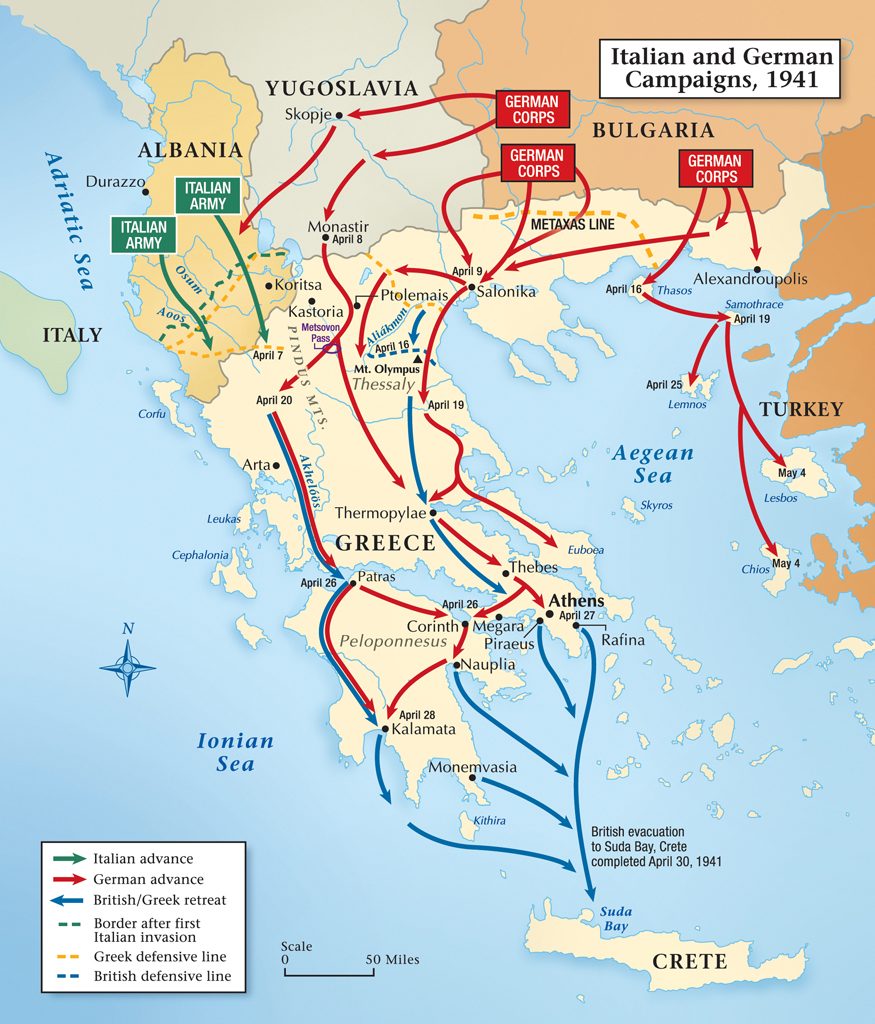 Italian and German
Campaigns, 1941
YUGOSLAVIA
Skopje
GERMAN
CORPS
BULGARIA
ALBANIA
GERMAN
CORPS
GERMAN
CORPS
Durazzo
ITALIAN
ARMY
ITALIAN
ARMY
Adriatic Sea
Monastir
April 8
METAXAS LINE
Osum
Aoos
Koritsa
Kastoria
Ptolemais
April 9
Salonika
April 16
Thasos
Alexandroupolis
Samothrace
April 19
ITALY
Metsovon
Pass
Aliákmon
April 16
Mt. Olympus
Thessaly
April 7
PINDUS MTS.
April 20
April 19
April 25
Lemnos
TURKEY
Corfu
Arta
Akhelóös
Aegean
Sea
May 4
Lesbos
Leukas
Thermopylae
Skyros
GREECE
Cephalonia
Euboea
Chios
May 4
Thebes
April 26
Patras
April 26
Athens
April 27
Corinth
Megara
Piraeus
Rafina
Peloponnesus
Nauplia
N
April 28
Kalamata
Ionian
Sea
Monemvasia
Kithira
British evacuation
to Suda Bay, Crete
completed April 30, 1941
Italian advance
German advance
British/Greek retreat
Border after first
Italian invasion
Greek defensive line
British defensive line
Scale
0
50 Miles
Suda
Bay
CRETE